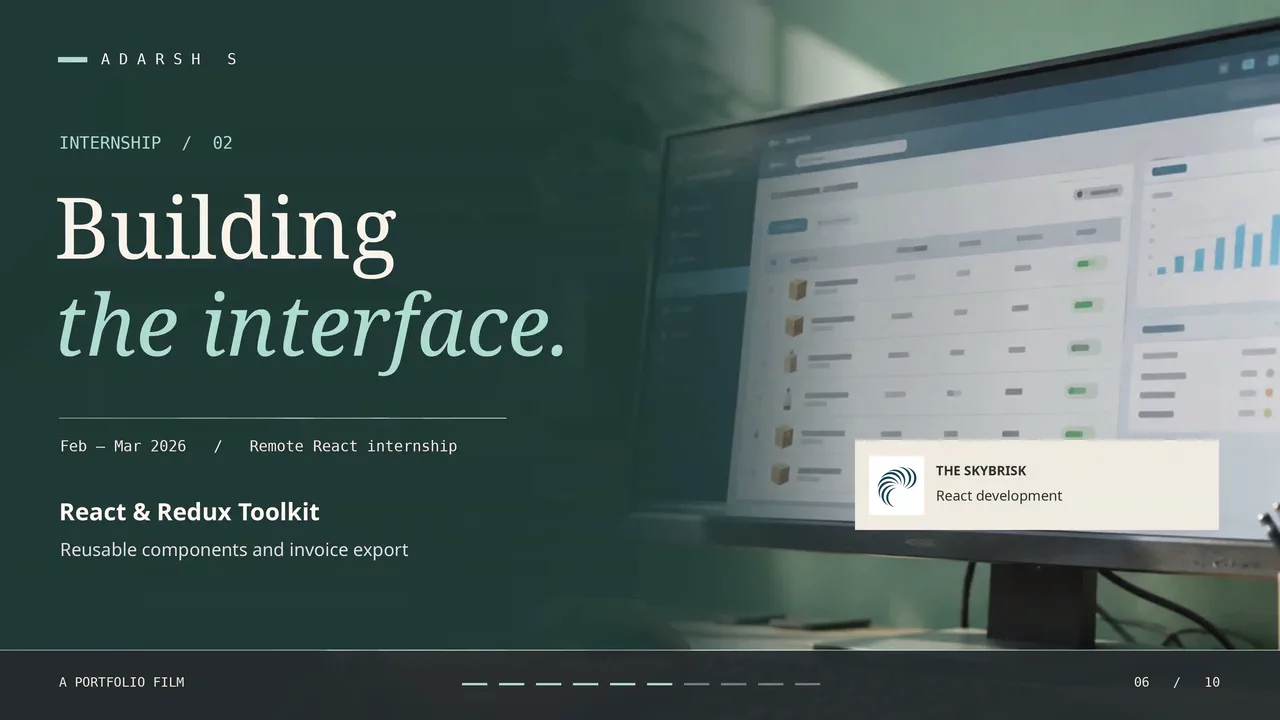 ADARSH S
INTERNSHIP / 02
Building
the interface.
Feb — Mar 2026 / Remote React internship
React & Redux Toolkit
Reusable components and invoice export
THE SKYBRISK
React development
A PORTFOLIO FILM
06 / 10